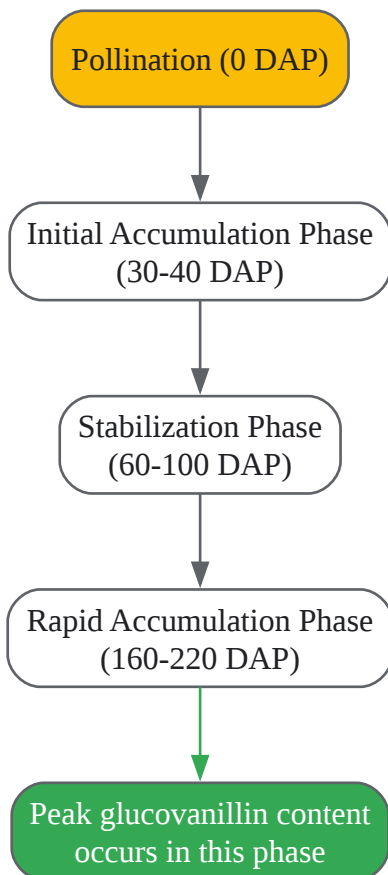 Pollination (0 DAP)
Initial Accumulation Phase
(30-40 DAP)
Stabilization Phase
(60-100 DAP)
Rapid Accumulation Phase
(160-220 DAP)
Peak glucovanillin content
occurs in this phase